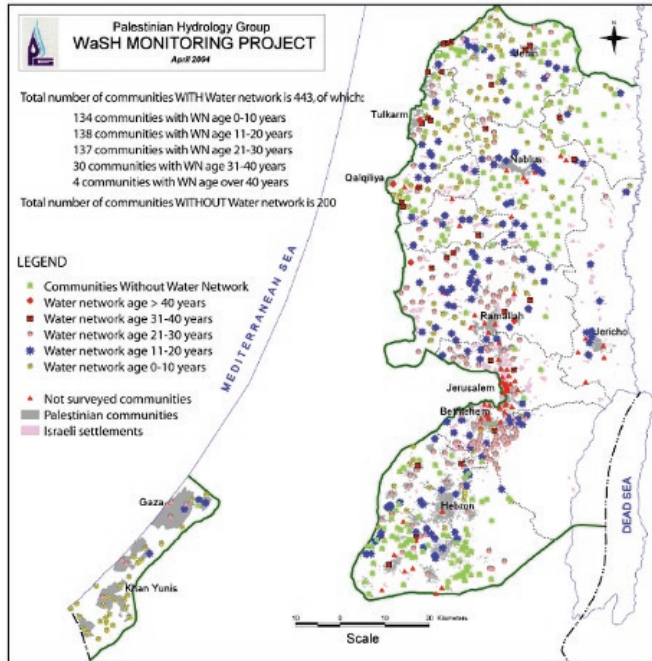 Palestinian Hydrology Group
WaSH MONITORING PROJECT
April 2004
N
Total number of communities WITH Water network is 443, of which:
134 communities with WN age 0-10 years
138 communities with WN age 11-20 years
137 communities with WN age 21-30 years
30 communities with WN age 31-40 years
4 communities with WN age over 40 years
Total number of communities WITHOUT Water network is 200
LEGEND
Communities Without Water Network
Water network age > 40 years
Water network age 31-40 years
Water network age 21-30 years
Water network age 11-20 years
Water network age 0-10 years
Not surveyed communities
Palestinian communities
Israeli settlements
MEDITERRANEAN SEA
Jenin
Tulkarm
Nablus
Qalqiliya
Ramallah
Jericho
Jerusalem
Bethlehem
Hebron
DEAD SEA
Gaza
Khan Yunis
10 0 10 20 Kilometers
Scale